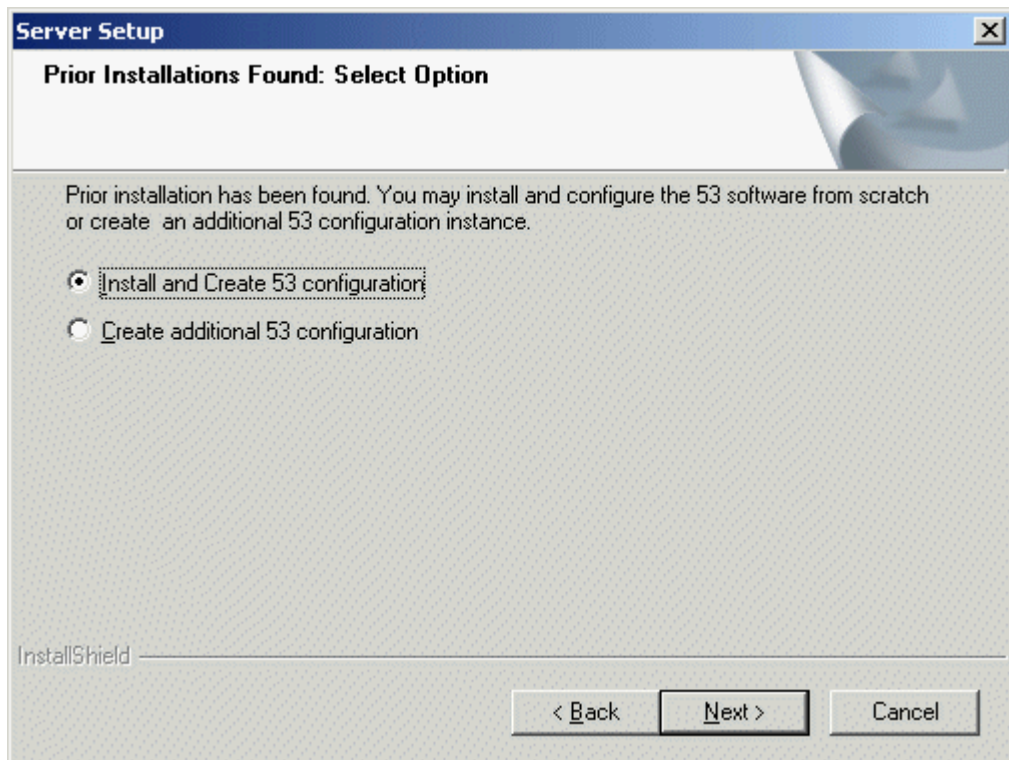 Server Setup
Prior Installations Found: Select Option
Prior installation has been found. You may install and configure the 53 software from scratch
or create  an additional 53 configuration instance.
Install and Create 53 configuration
Create additional 53 configuration
InstallShield
< Back
Next >
Cancel